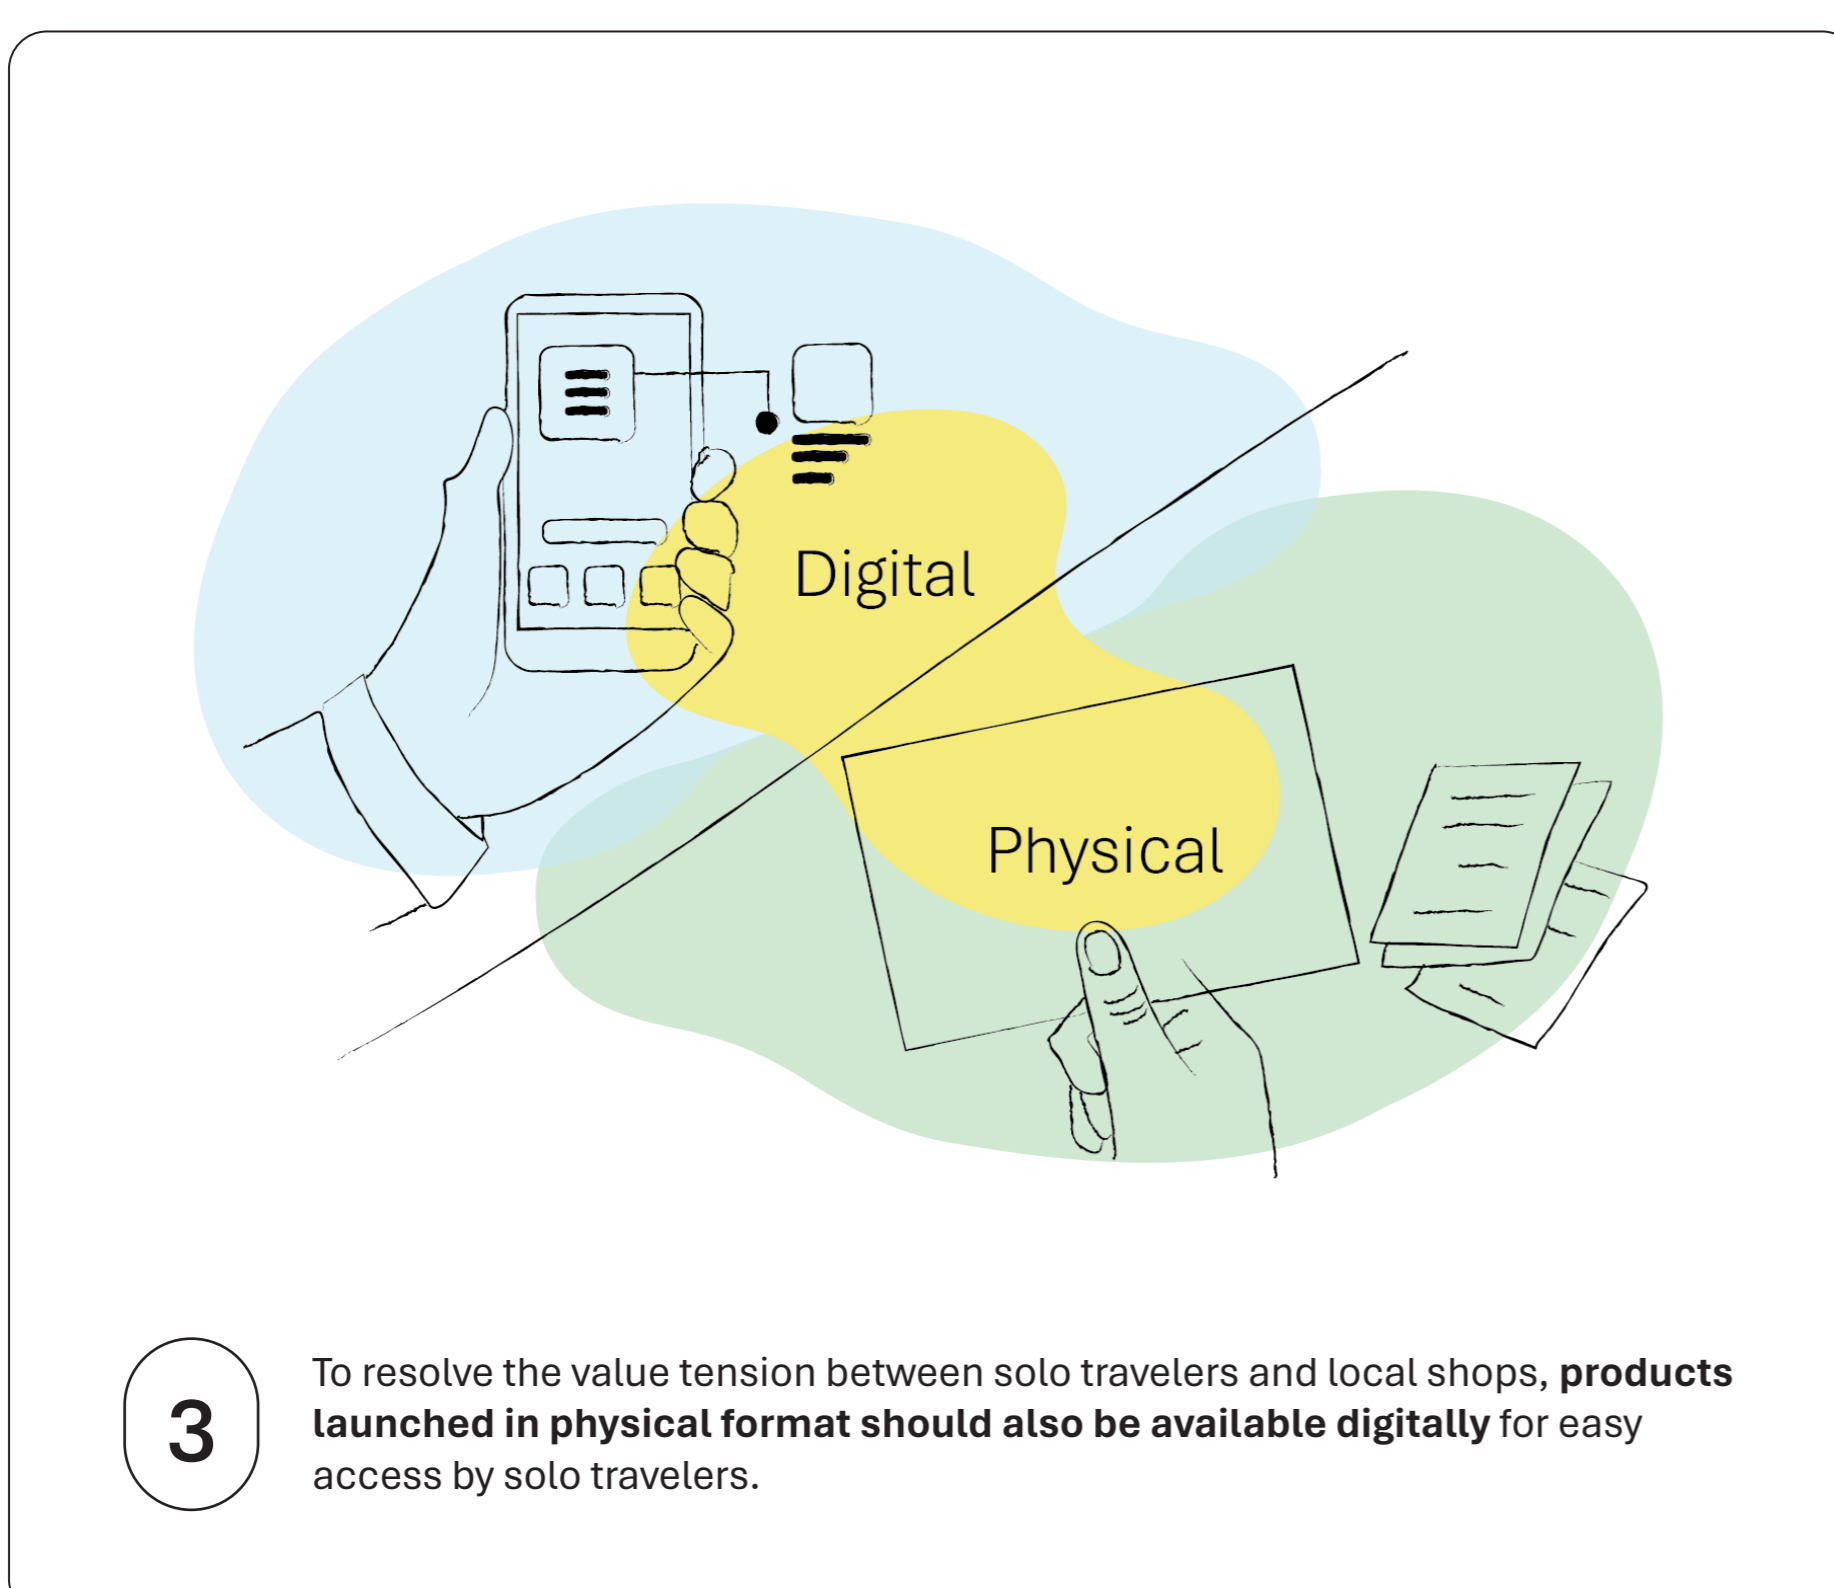 Digital
Physical
3
To resolve the value tension between solo travelers and local shops, products
launched in physical format should also be available digitally for easy
access by solo travelers.